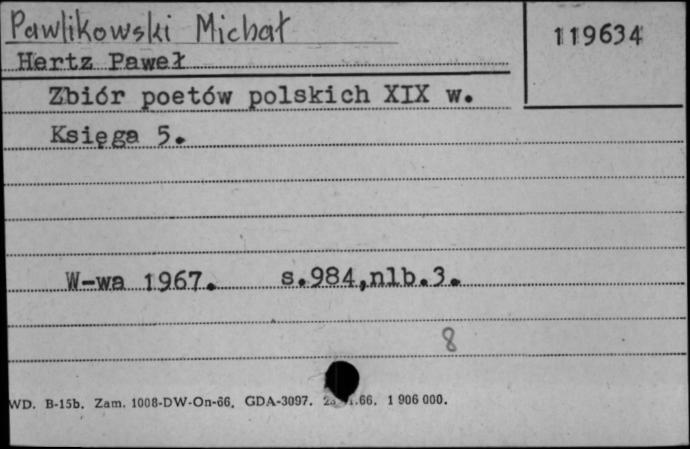 Pawlikowski Michał
119634
Hertz Paweł
Zbiór poetów polskich XIX w.
Księga 5.
W-wa 1967. s.984,nlb.3.
8
WD. B-15b. Zam. 1008-DW-On-66. GDA-3097. .66. 1 906 000.